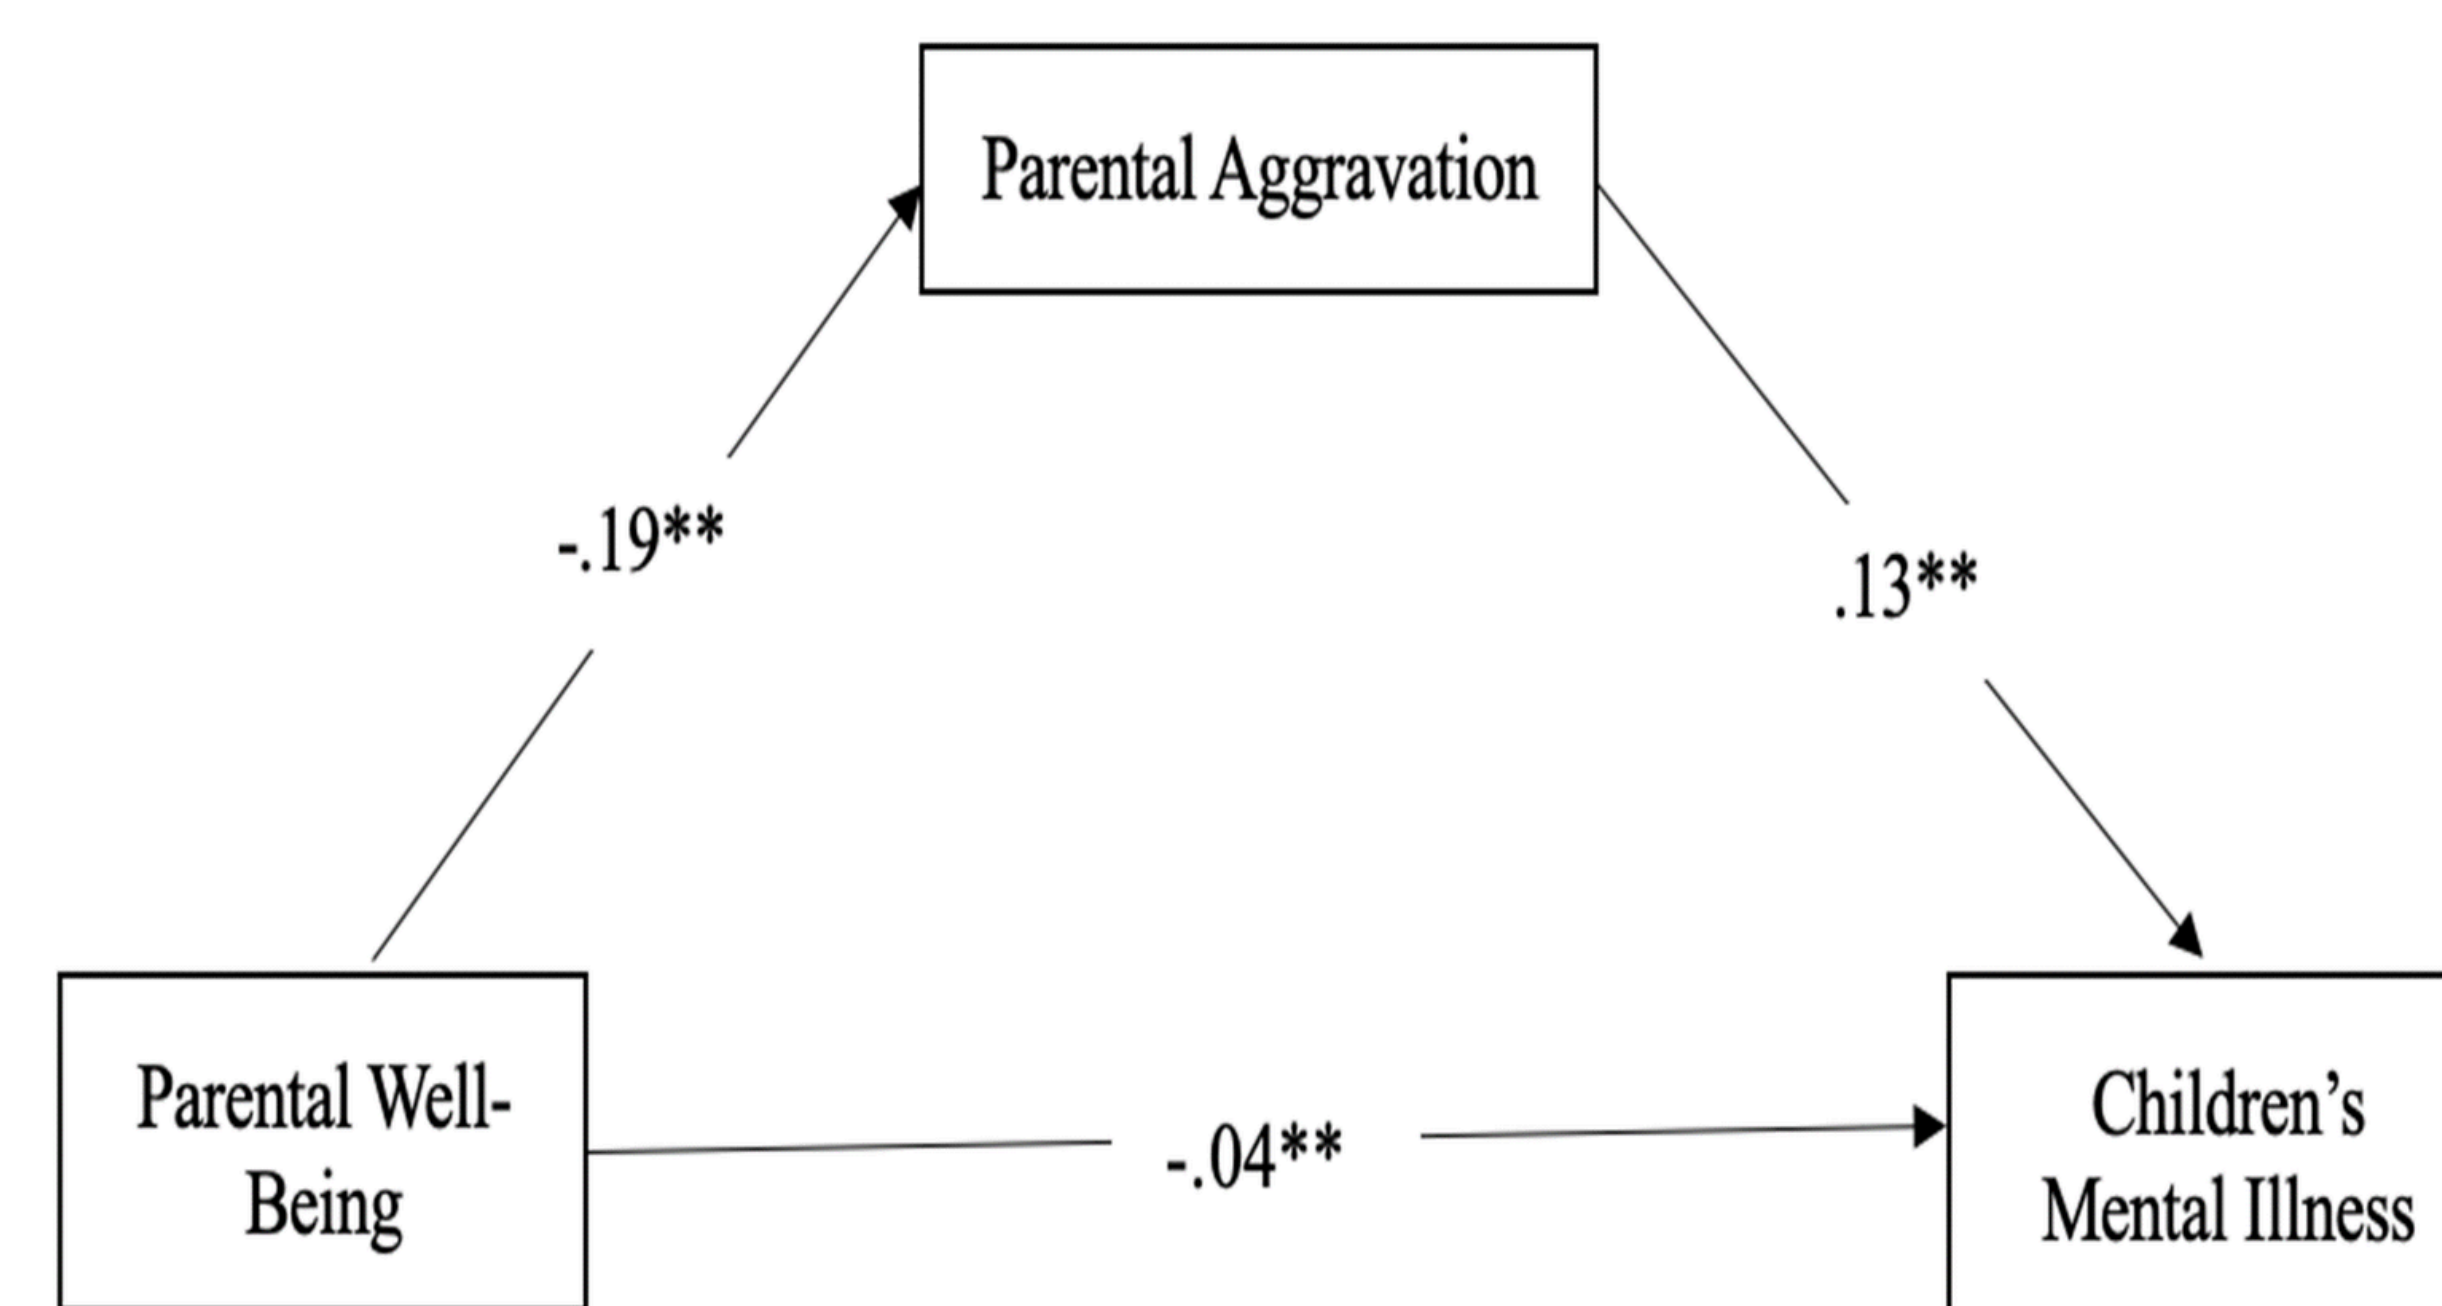 Parental Aggravation
-.19**
.13**
Parental Well-
Being
-.04**
Children’s
Mental Illness